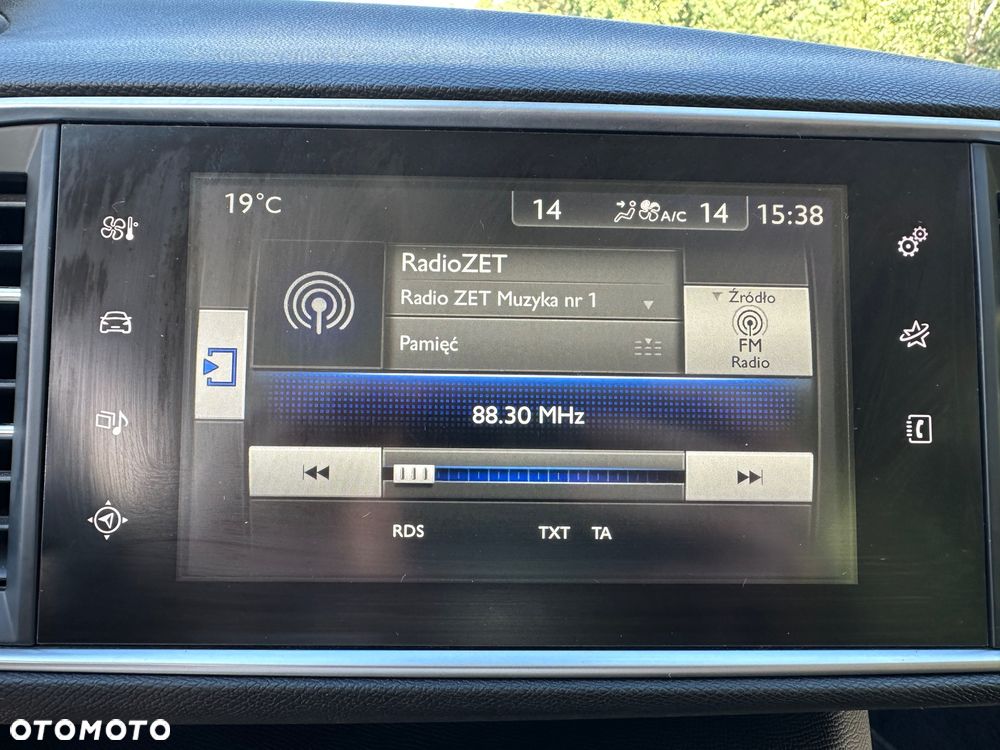 19°C
14 A/C 14 15:38
RadioZET
Radio ZET Muzyka nr 1
Pamięć
Źródło
FM
Radio
88.30 MHz
RDS TXT TA
OTOMOTO